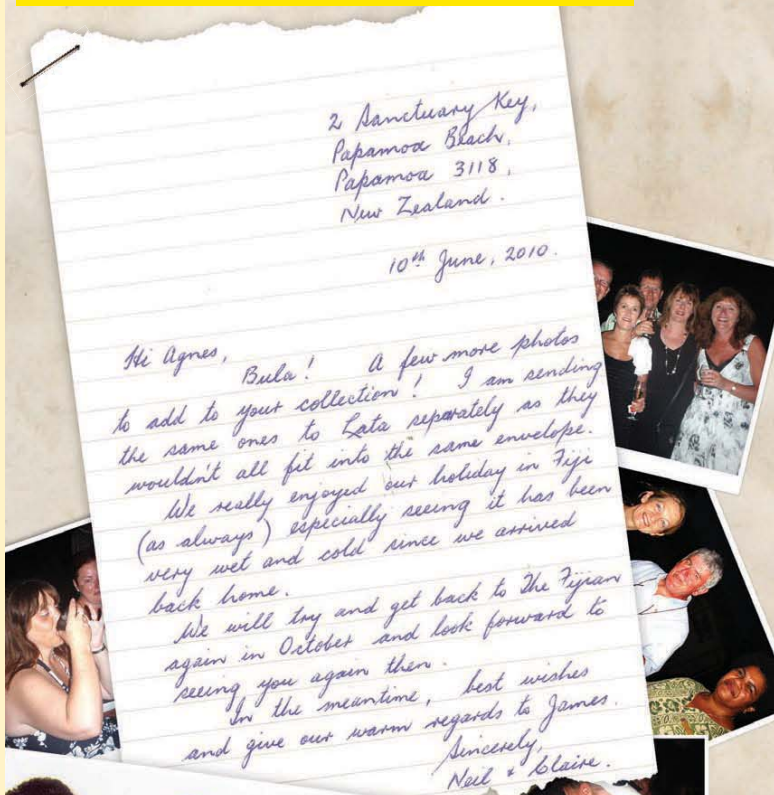 2 Sanctuary Key,
Papamoa Beach,
Papamoa 3118,
New Zealand.
10th June, 2010.
Hi Agnes,
Bula! A few more photos
to add to your collection! I am sending
the same ones to Lata separately as they
wouldn't all fit into the same envelope.
We really enjoyed our holiday in Fiji
(as always) especially seeing it has been
very wet and cold since we arrived
back home.
We will try and get back to The Fijian
again in October and look forward to
seeing you again then.
In the meantime, best wishes
and give our warm regards to James.
Sincerely,
Neil & Claire.